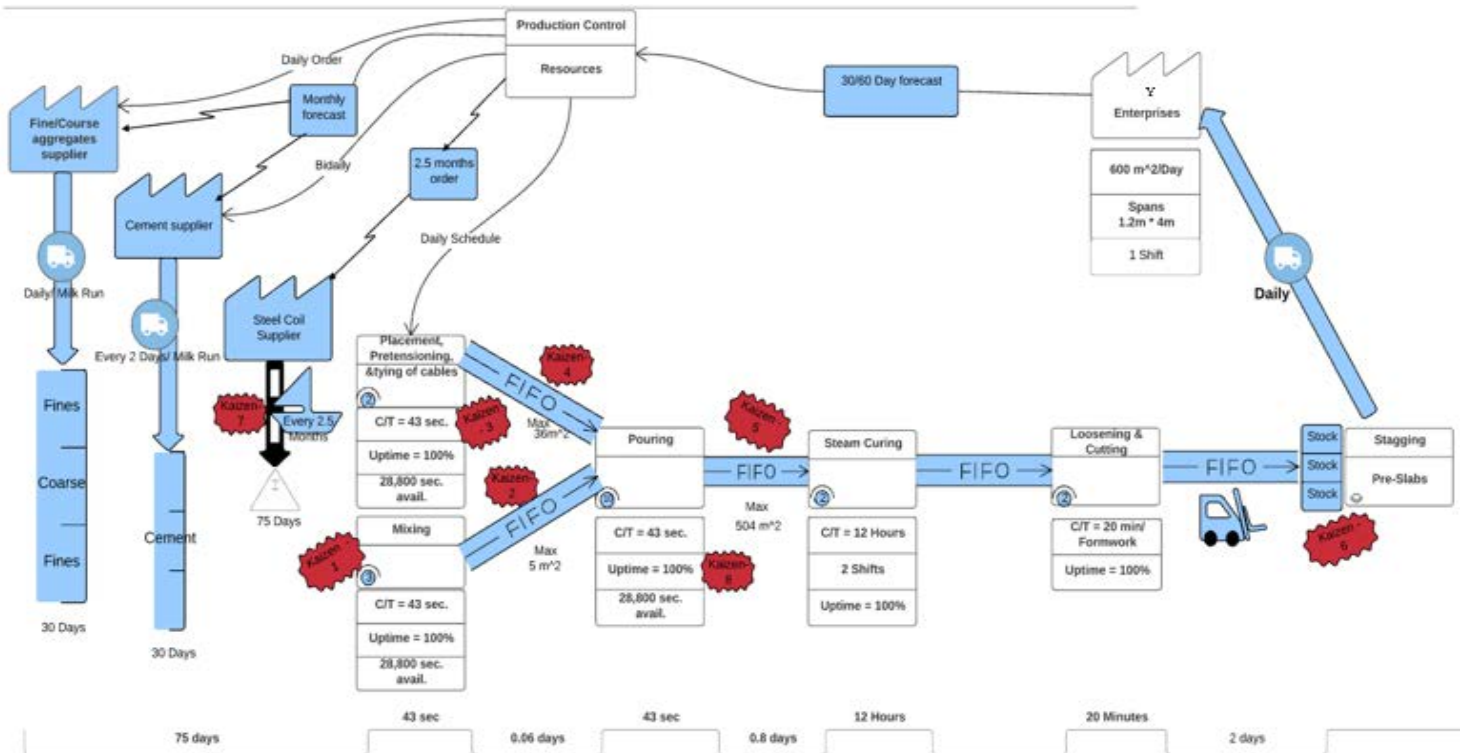 Production Control
Resources
Daily Order
Monthly
forecast
Bidaily
2.5 months
order
Daily Schedule
30/60 Day forecast
Y
Enterprises
600 m^2/Day
Spans
1.2m * 4m
1 Shift
Daily
Fine/Course
aggregates
supplier
Daily/ Milk Run
Cement supplier
Every 2 Days/ Milk Run
Steel Coil
Supplier
Kaizen-
7
Every 2.5
Months
I
75 Days
Fines
Coarse
Fines
30 Days
Cement
30 Days
Placement,
Pretensioning,
&tying of cables
2
C/T = 43 sec.
Uptime = 100%
28,800 sec.
avail.
Kaizen
- 3
Kaizen-
4
FIFO
Max
36m^2
Mixing
3
C/T = 43 sec.
Uptime = 100%
28,800 sec.
avail.
Kaizen -
1
Kaizen-
2
FIFO
Max
5 m^2
Pouring
C/T = 43 sec.
Uptime = 100%
28,800 sec.
avail.
Kaizen-
8
Kaizen -
5
FIFO
Max
504 m^2
Steam Curing
2
C/T = 12 Hours
2 Shifts
Uptime = 100%
FIFO
Loosening &
Cutting
2
C/T = 20 min/
Formwork
Uptime = 100%
FIFO
Stock
Stock
Stock
Stagging
Pre-Slabs
Kaizen -
6
75 days
43 sec
0.06 days
43 sec
0.8 days
12 Hours
20 Minutes
2 days